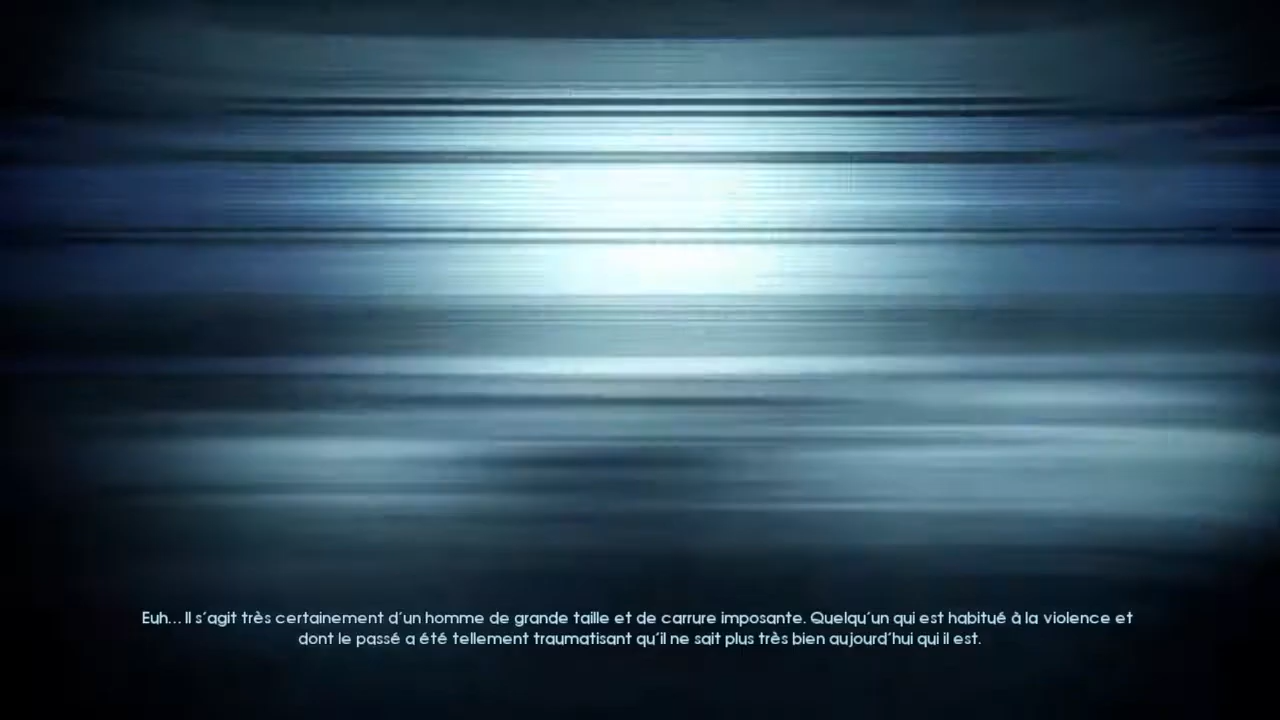 Euh... Il s'agit très certainement d'un homme de grande taille et de carrure imposante. Quelqu'un qui est habitué à la violence et
dont le passé a été tellement traumatisant qu'il ne sait plus très bien aujourd'hui qui il est.